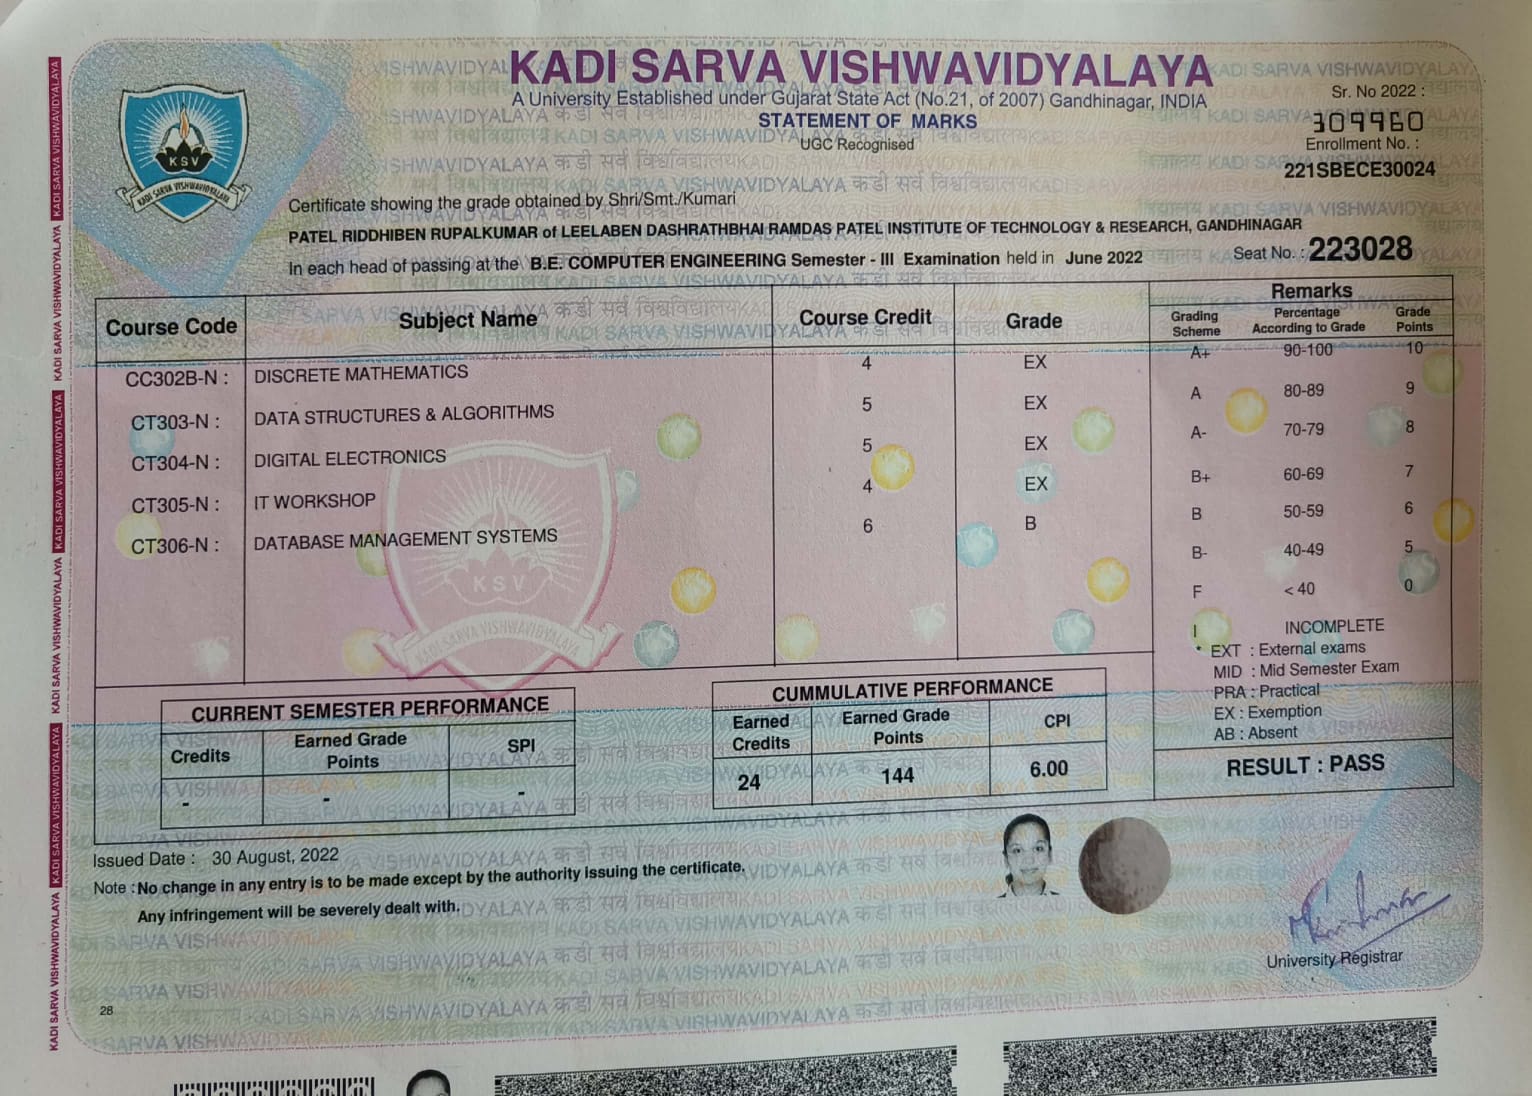 KADI SARVA VISHWAVIDYALAYA
A University Established under Gujarat State Act (No.21, of 2007) Gandhinagar, INDIA
STATEMENT OF MARKS
UGC Recognised
Sr. No 2022 :
309960
Enrollment No. :
221SBECE30024
KSV
KADI SARVA VISHWAVIDYALAYA
Certificate showing the grade obtained by Shri/Smt./Kumari
PATEL RIDDHIBEN RUPALKUMAR of LEELABEN DASHRATHBHAI RAMDAS PATEL INSTITUTE OF TECHNOLOGY & RESEARCH, GANDHINAGAR
In each head of passing at the B.E. COMPUTER ENGINEERING Semester - III Examination held in June 2022
Seat No. : 223028
Course Code Subject Name Course Credit Grade
CC302B-N : DISCRETE MATHEMATICS 4 EX
CT303-N : DATA STRUCTURES & ALGORITHMS 5 EX
CT304-N : DIGITAL ELECTRONICS 5 EX
CT305-N : IT WORKSHOP 4 EX
CT306-N : DATABASE MANAGEMENT SYSTEMS 6 B
Remarks
Grading Scheme Percentage According to Grade Grade Points
A+ 90-100 10
A 80-89 9
A- 70-79 8
B+ 60-69 7
B 50-59 6
B- 40-49 5
F < 40 0
I INCOMPLETE
* EXT : External exams
MID : Mid Semester Exam
PRA : Practical
EX : Exemption
AB : Absent
RESULT : PASS
CURRENT SEMESTER PERFORMANCE
Credits Earned Grade Points SPI
- - -
CUMMULATIVE PERFORMANCE
Earned Credits Earned Grade Points CPI
24 144 6.00
Issued Date : 30 August, 2022
Note : No change in any entry is to be made except by the authority issuing the certificate.
Any infringement will be severely dealt with.
University Registrar
28